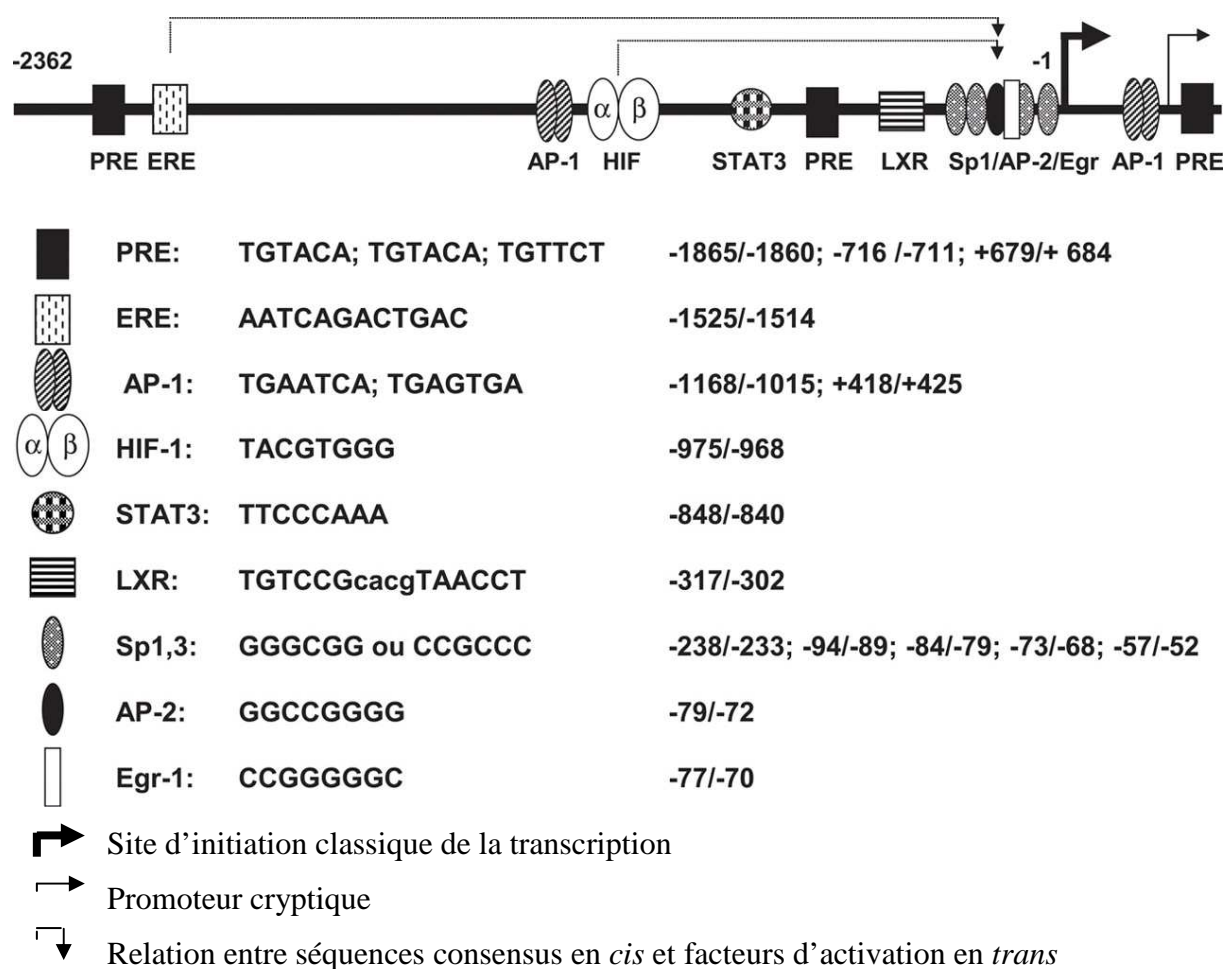 -2362
-1
α β
PRE ERE AP-1 HIF STAT3 PRE LXR Sp1/AP-2/Egr AP-1 PRE
PRE: TGTACA; TGTACA; TGTTCT -1865/-1860; -716 /-711; +679/+ 684
ERE: AATCAGACTGAC -1525/-1514
AP-1: TGAATCA; TGAGTGA -1168/-1015; +418/+425
α β HIF-1: TACGTGGG -975/-968
STAT3: TTCCCAAA -848/-840
LXR: TGTCCGcacgTAACCT -317/-302
Sp1,3: GGGCGG ou CCGCCC -238/-233; -94/-89; -84/-79; -73/-68; -57/-52
AP-2: GGCCGGGG -79/-72
Egr-1: CCGGGGGC -77/-70
Site d’initiation classique de la transcription
Promoteur cryptique
Relation entre séquences consensus en cis et facteurs d’activation en trans